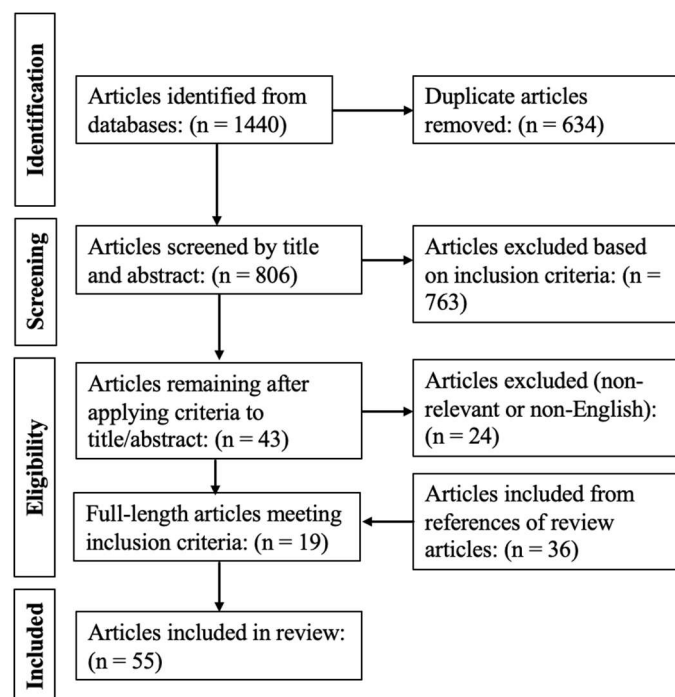 Identification
Articles identified from
databases: (n = 1440)
Duplicate articles
removed: (n = 634)
Screening
Articles screened by title
and abstract: (n = 806)
Articles excluded based
on inclusion criteria: (n =
763)
Eligibility
Articles remaining after
applying criteria to
title/abstract: (n = 43)
Articles excluded (non-
relevant or non-English):
(n = 24)
Full-length articles meeting
inclusion criteria: (n = 19)
Articles included from
references of review
articles: (n = 36)
Included
Articles included in review:
(n = 55)